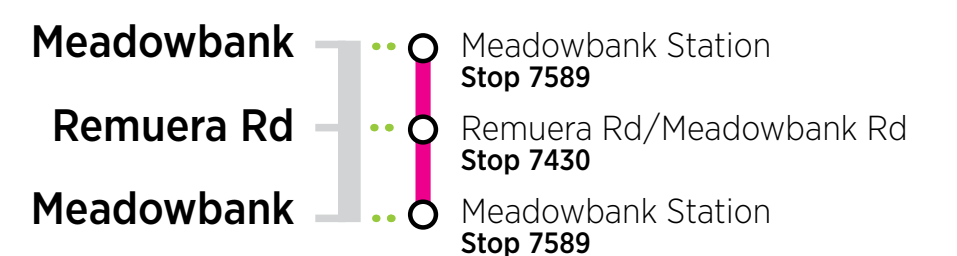 Meadowbank
Meadowbank Station
Stop 7589
Remuera Rd
Remuera Rd/Meadowbank Rd
Stop 7430
Meadowbank
Meadowbank Station
Stop 7589